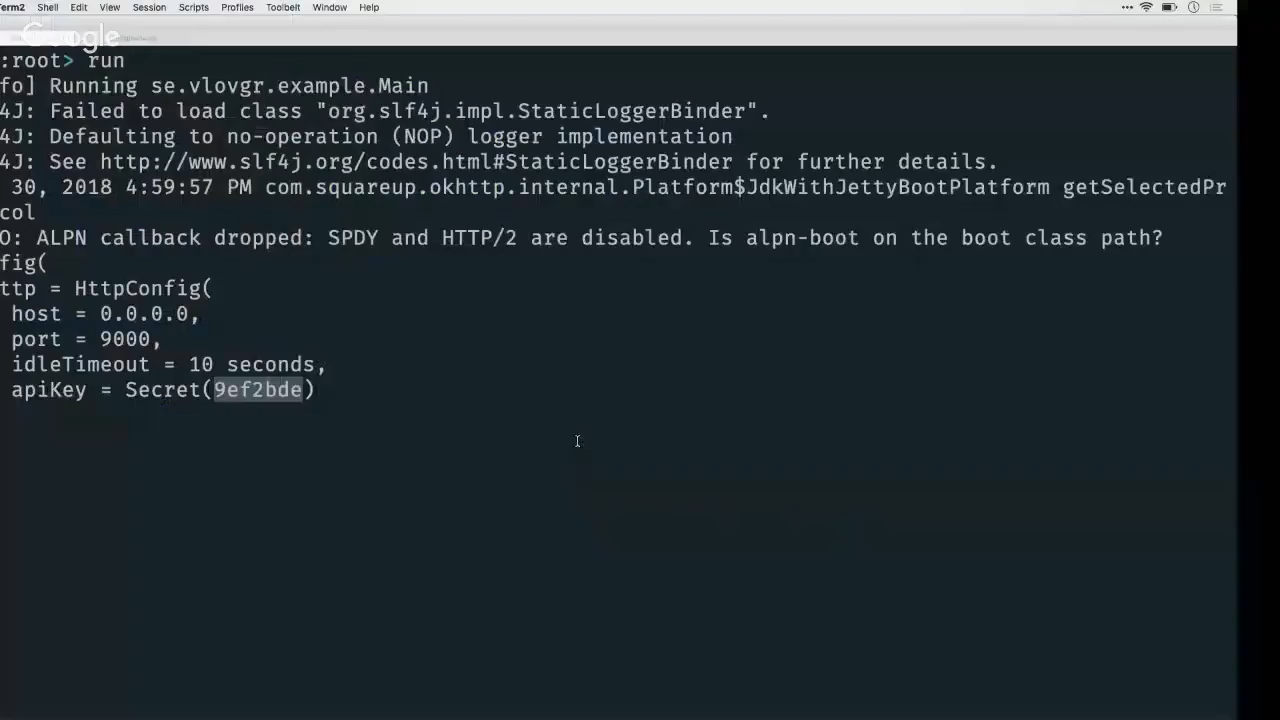 Term2 Shell Edit View Session Scripts Profiles Toolbelt Window Help
Google
:root> run
fo] Running se.vlovgr.example.Main
4J: Failed to load class "org.slf4j.impl.StaticLoggerBinder".
4J: Defaulting to no-operation (NOP) logger implementation
4J: See http://www.slf4j.org/codes.html#StaticLoggerBinder for further details.
30, 2018 4:59:57 PM com.squareup.okhttp.internal.Platform$JdkWithJettyBootPlatform getSelectedPr
col
O: ALPN callback dropped: SPDY and HTTP/2 are disabled. Is alpn-boot on the boot class path?
fig(
ttp = HttpConfig(
host = 0.0.0.0,
port = 9000,
idleTimeout = 10 seconds,
apiKey = Secret(9ef2bde)